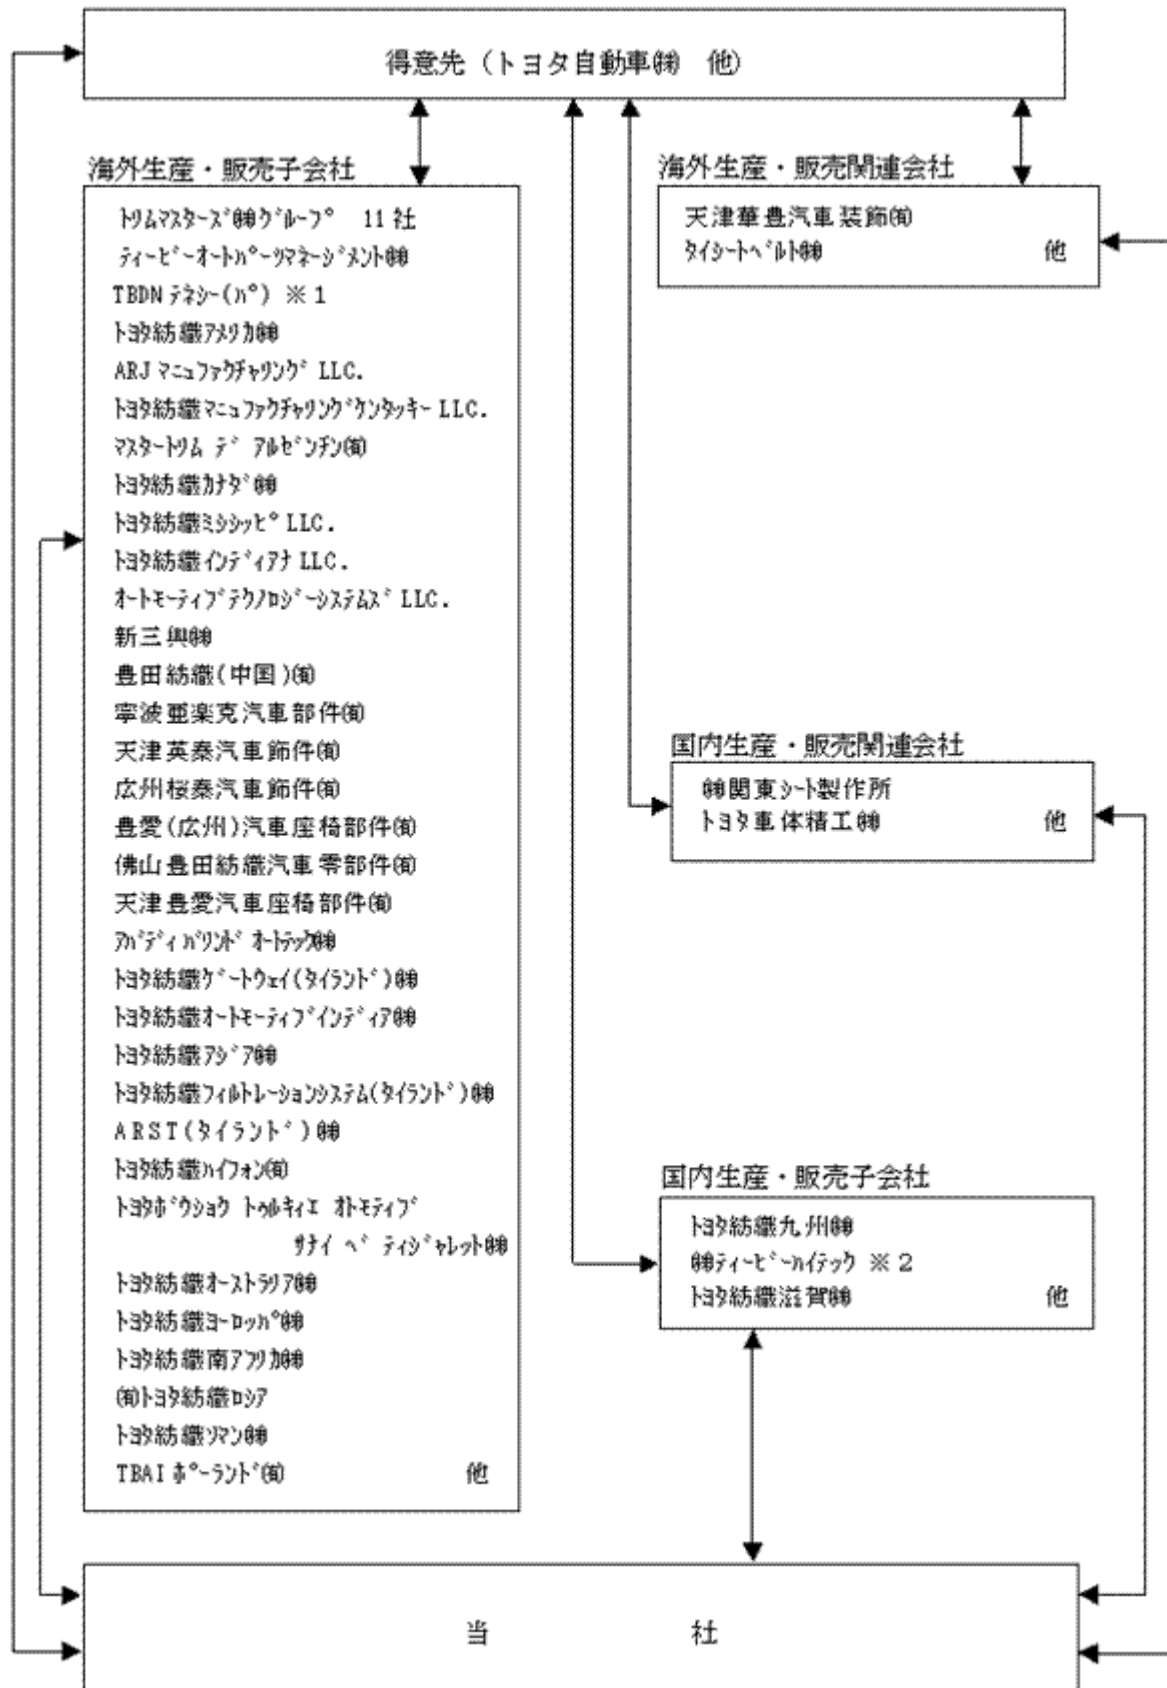 得意先（トヨタ自動車㈱ 他）
海外生産・販売子会社
ﾄﾘﾑﾏｽﾀｰｽﾞ㈱ｸﾞﾙｰﾌﾟ 11社
ﾃｨｰﾋﾞｰｵｰﾄﾊﾟｰﾂﾏﾈｰｼﾞﾒﾝﾄ㈱
TBDNﾃﾈｼｰ(ﾊﾟ) ※1
ﾄﾖﾀ紡織ｱﾒﾘｶ㈱
ARJﾏﾆｭﾌｧｸﾁｬﾘﾝｸﾞ LLC.
ﾄﾖﾀ紡織ﾏﾆｭﾌｧｸﾁｬﾘﾝｸﾞｹﾝﾀｯｷｰ LLC.
ﾏｽﾀｰﾄﾘﾑ ﾃﾞ ｱﾙｾﾞﾝﾁﾝ㈲
ﾄﾖﾀ紡織ｶﾅﾀﾞ㈱
ﾄﾖﾀ紡織ﾐｼｼｯﾋﾟ LLC.
ﾄﾖﾀ紡織ｲﾝﾃﾞｨｱﾅ LLC.
ｵｰﾄﾓｰﾃｨﾌﾞﾃｸﾉﾛｼﾞｰｼｽﾃﾑｽﾞ LLC.
新三興㈱
豊田紡織(中国)㈲
寧波亜楽克汽車部件㈲
天津英泰汽車飾件㈲
広州桜泰汽車飾件㈲
豊愛(広州)汽車座椅部件㈲
佛山豊田紡織汽車零部件㈲
天津豊愛汽車座椅部件㈲
ｱﾊﾞﾃﾞｨ ﾊﾞﾘﾝﾄﾞ ｵｰﾄﾃｯｸ㈱
ﾄﾖﾀ紡織ｹﾞｰﾄｳｪｲ(ﾀｲﾗﾝﾄﾞ)㈱
ﾄﾖﾀ紡織ｵｰﾄﾓｰﾃｨﾌﾞｲﾝﾃﾞｨｱ㈱
ﾄﾖﾀ紡織ｱｼﾞｱ㈱
ﾄﾖﾀ紡織ﾌｨﾙﾄﾚｰｼｮﾝｼｽﾃﾑ(ﾀｲﾗﾝﾄﾞ)㈱
ARST(ﾀｲﾗﾝﾄﾞ)㈱
ﾄﾖﾀ紡織ﾊｲﾌｫﾝ㈲
ﾄﾖﾀﾎﾞｳｼｮｸ ﾄｩﾙｷｨｴ ｵﾄﾓﾃｨﾌﾞ
ｻﾅｲ ﾍﾞ ﾃｨｼﾞｬﾚｯﾄ㈱
ﾄﾖﾀ紡織ｵｰｽﾄﾗﾘｱ㈱
ﾄﾖﾀ紡織ﾖｰﾛｯﾊﾟ㈱
ﾄﾖﾀ紡織南ｱﾌﾘｶ㈱
㈲ﾄﾖﾀ紡織ﾛｼｱ
ﾄﾖﾀ紡織ｿﾏﾝ㈱
TBAIﾎﾟｰﾗﾝﾄﾞ㈲ 他
海外生産・販売関連会社
天津華豊汽車装飾㈲
ﾀｲｼｰﾄﾍﾞﾙﾄ㈱ 他
国内生産・販売関連会社
㈱関東ｼｰﾄ製作所
トヨタ車体精工㈱ 他
国内生産・販売子会社
ﾄﾖﾀ紡織九州㈱
㈱ﾃｨｰﾋﾞｰﾊｲﾃｯｸ ※2
ﾄﾖﾀ紡織滋賀㈱ 他
当 社